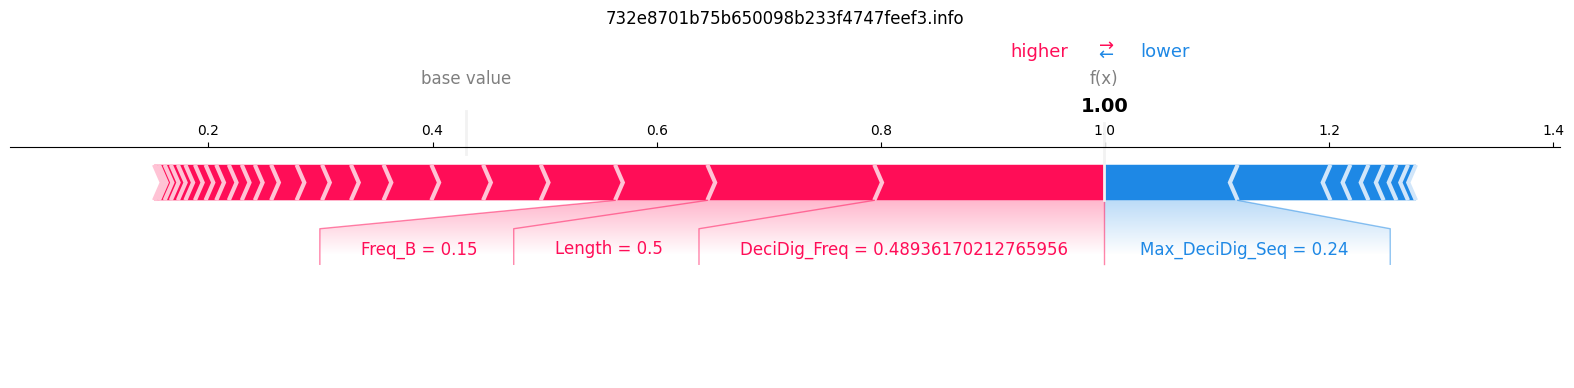 732e8701b75b650098b233f4747feef3.info
higher ⇄ lower
base value f(x)
1.00
0.2 0.4 0.6 0.8 1.0 1.2 1.4
Freq_B = 0.15 Length = 0.5 DeciDig_Freq = 0.48936170212765956 Max_DeciDig_Seq = 0.24